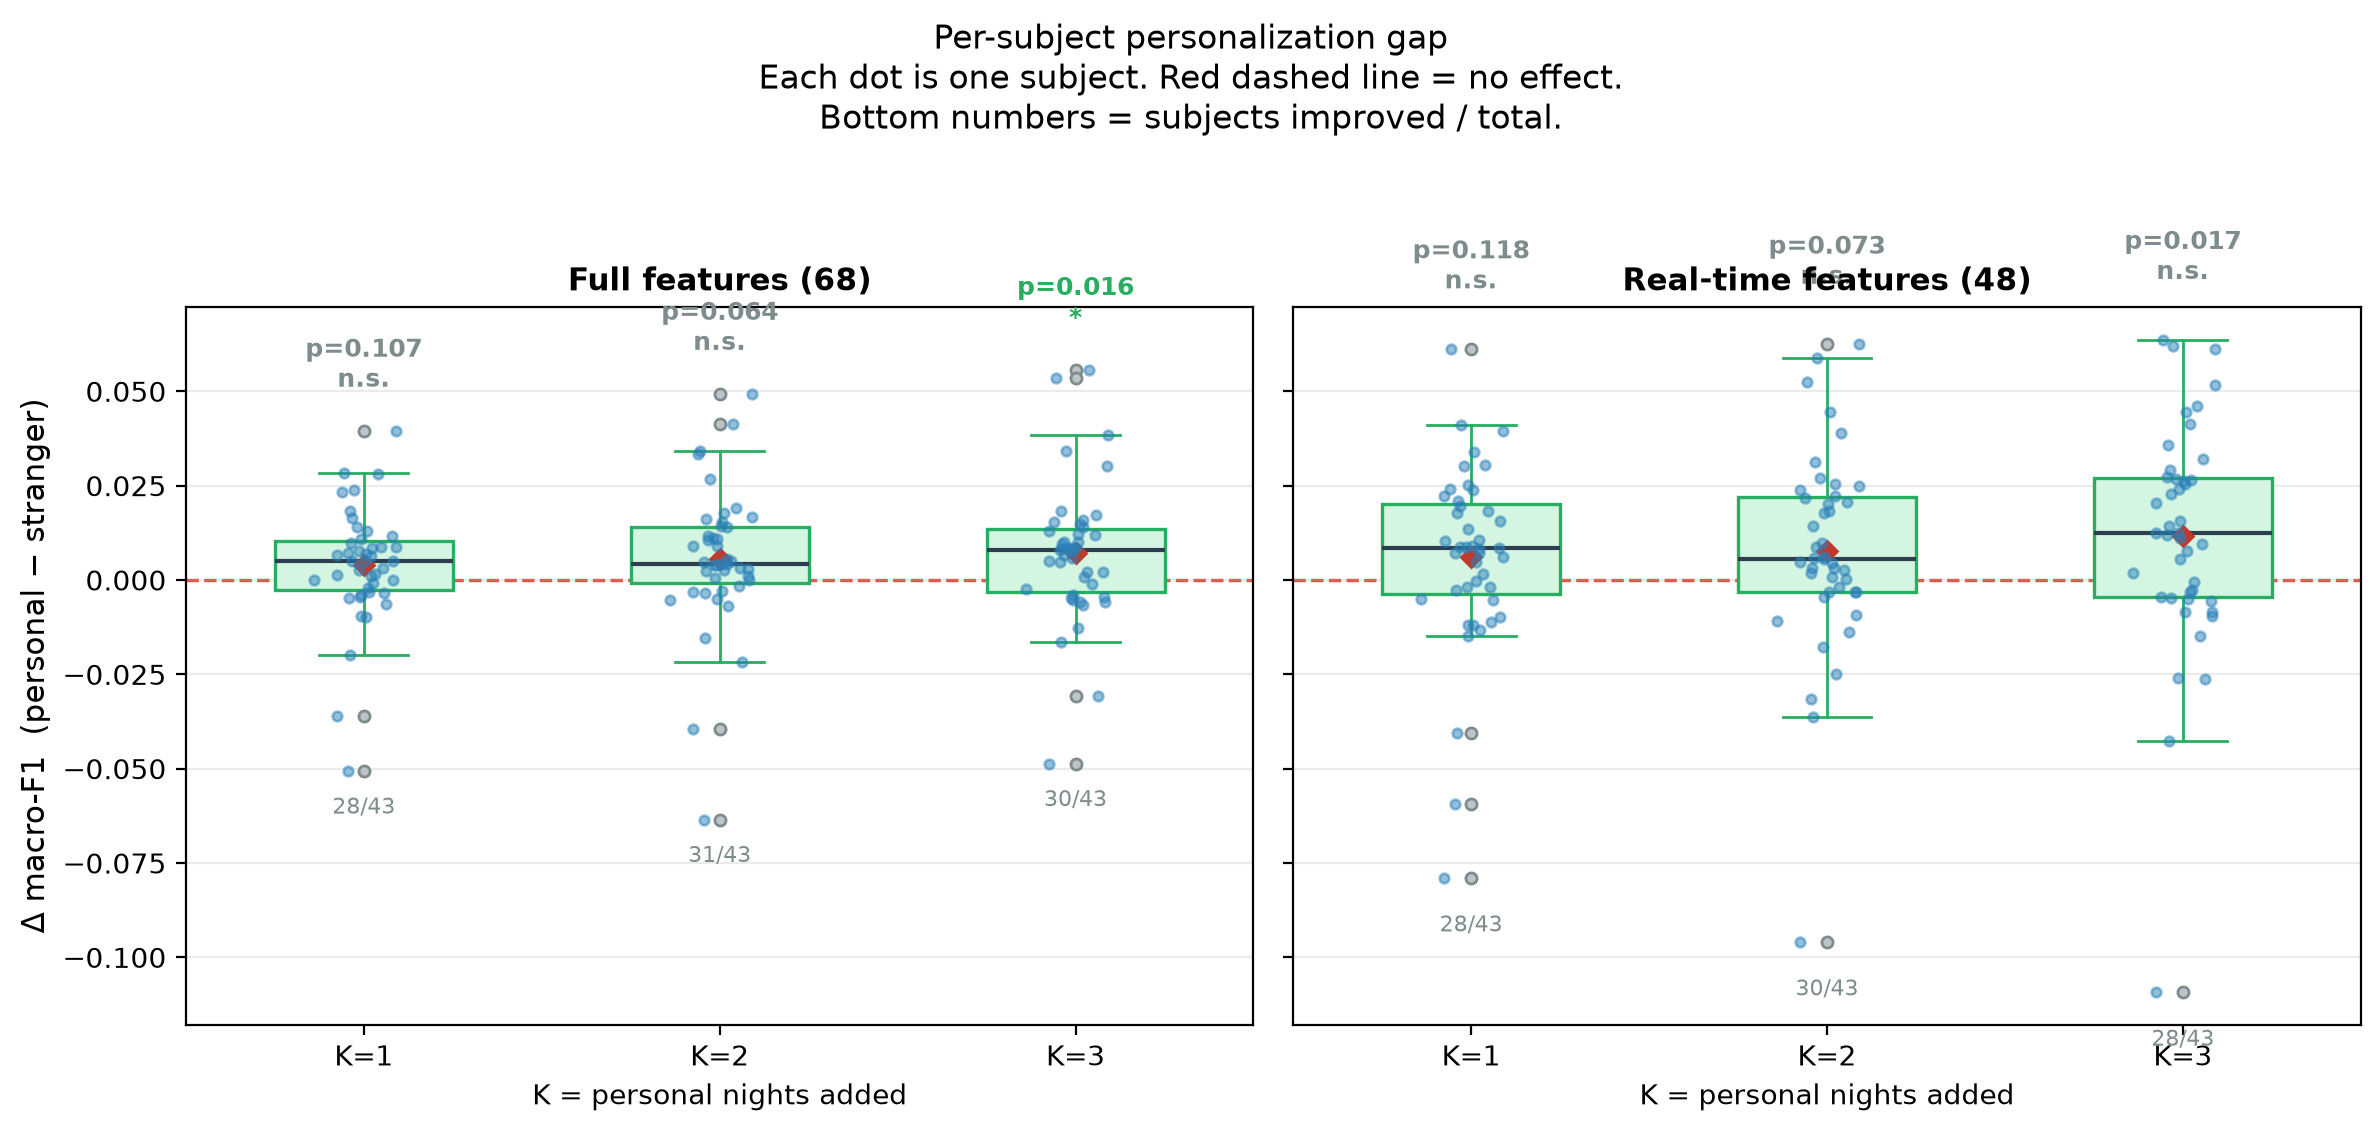 Per-subject personalization gap
Each dot is one subject. Red dashed line = no effect.
Bottom numbers = subjects improved / total.
Full features (68)
p=0.107
n.s.
p=0.064
n.s.
p=0.016
*
Δ macro-F1 (personal − stranger)
0.050
0.025
0.000
−0.025
−0.050
−0.075
−0.100
28/43
31/43
30/43
K=1
K=2
K=3
K = personal nights added
Real-time features (48)
p=0.118
n.s.
p=0.073
n.s.
p=0.017
n.s.
28/43
30/43
28/43
K=1
K=2
K=3
K = personal nights added